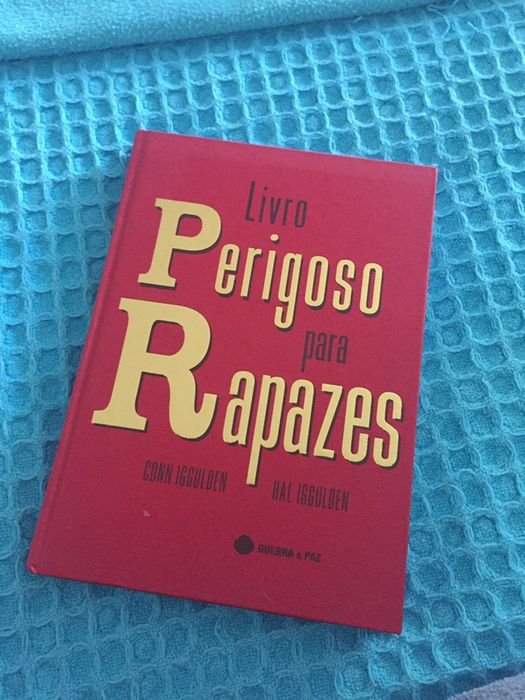 Livro
Perigoso
para
Rapazes
CONN IGGULDEN HAL IGGULDEN
GUERRA & PAZ